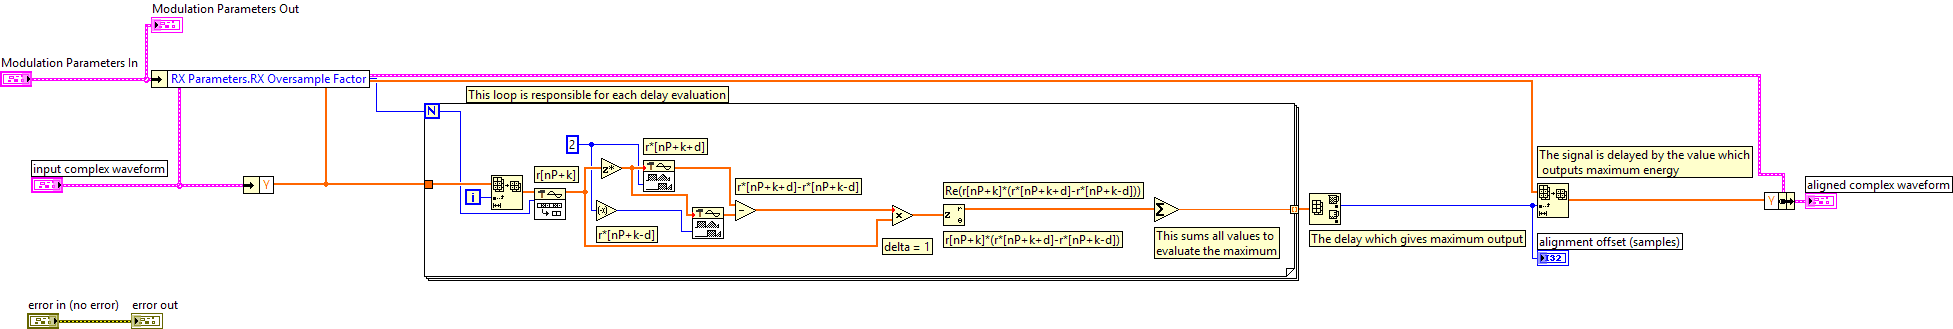 Modulation Parameters Out
Modulation Parameters In
RX Parameters.RX Oversample Factor
This loop is responsible for each delay evaluation
N
2
r*[nP+k+d]
The signal is delayed by the value which
outputs maximum energy
input complex waveform
r[nP+k]
z*
Y
i
r*[nP+k+d]-r*[nP+k-d]
Re(r[nP+k]*(r*[nP+k+d]-r*[nP+k-d]))
aligned complex waveform
Y
r*[nP+k-d]
delta = 1
z
r
θ
r[nP+k]*(r*[nP+k+d]-r*[nP+k-d])
Σ
This sums all values to
evaluate the maximum
The delay which gives maximum output
alignment offset (samples)
I32
error in (no error)
error out